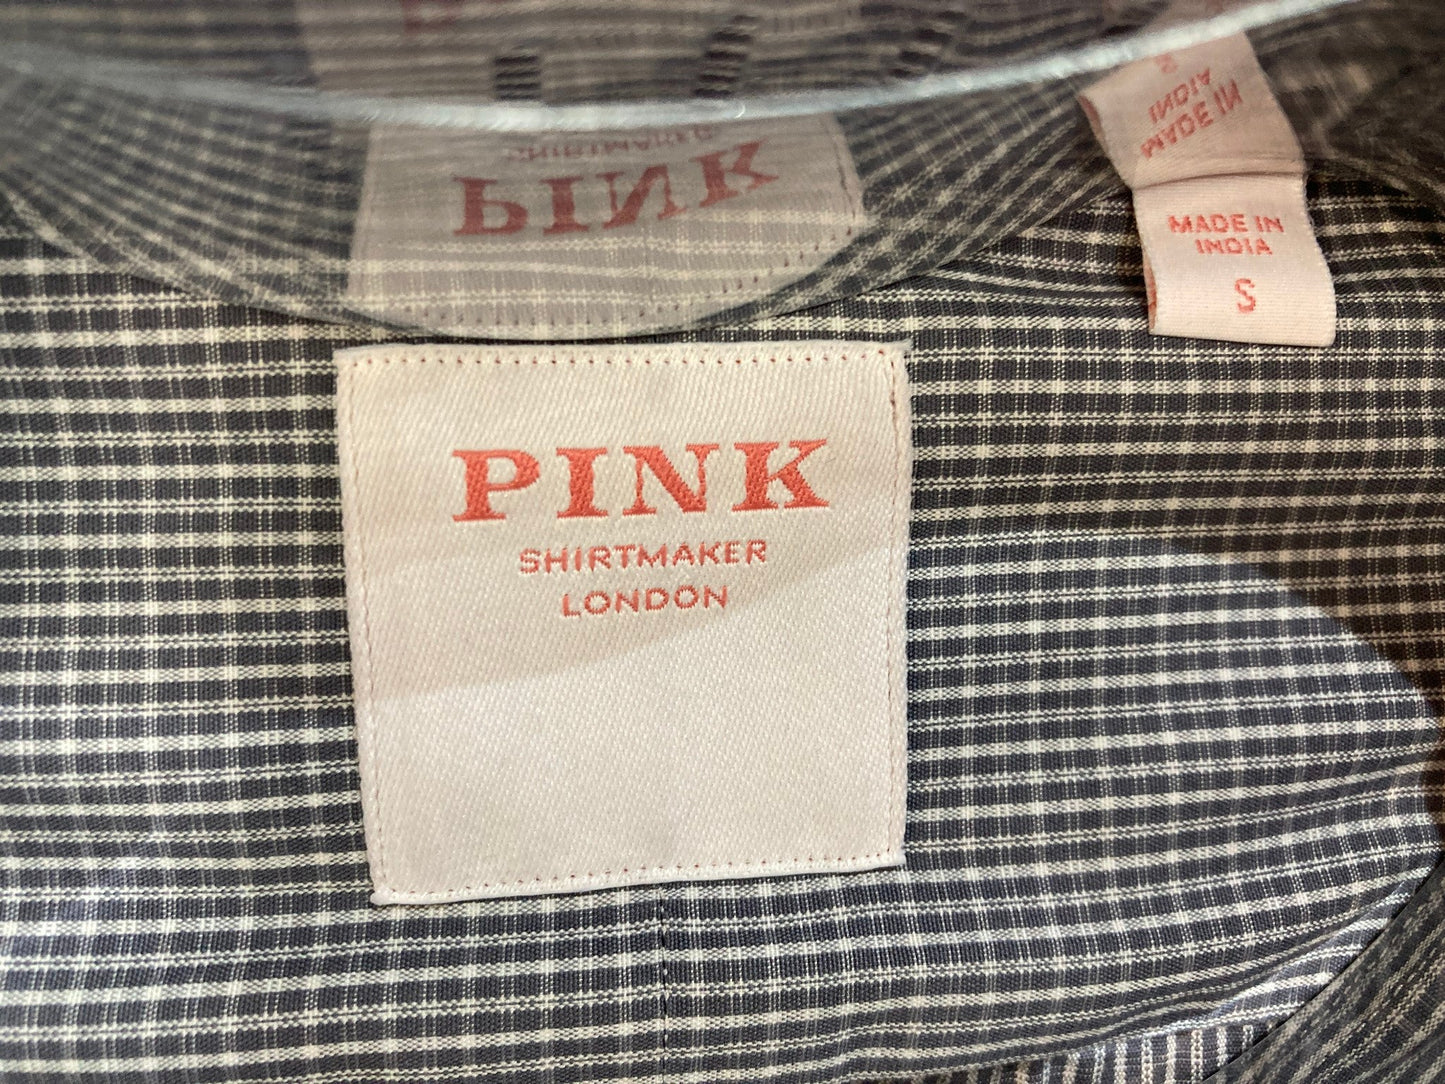 PINK
SHIRTMAKER
LONDON
MADE IN
INDIA
S
PINK
SHIRTMAKER
MADE IN
INDIA
S